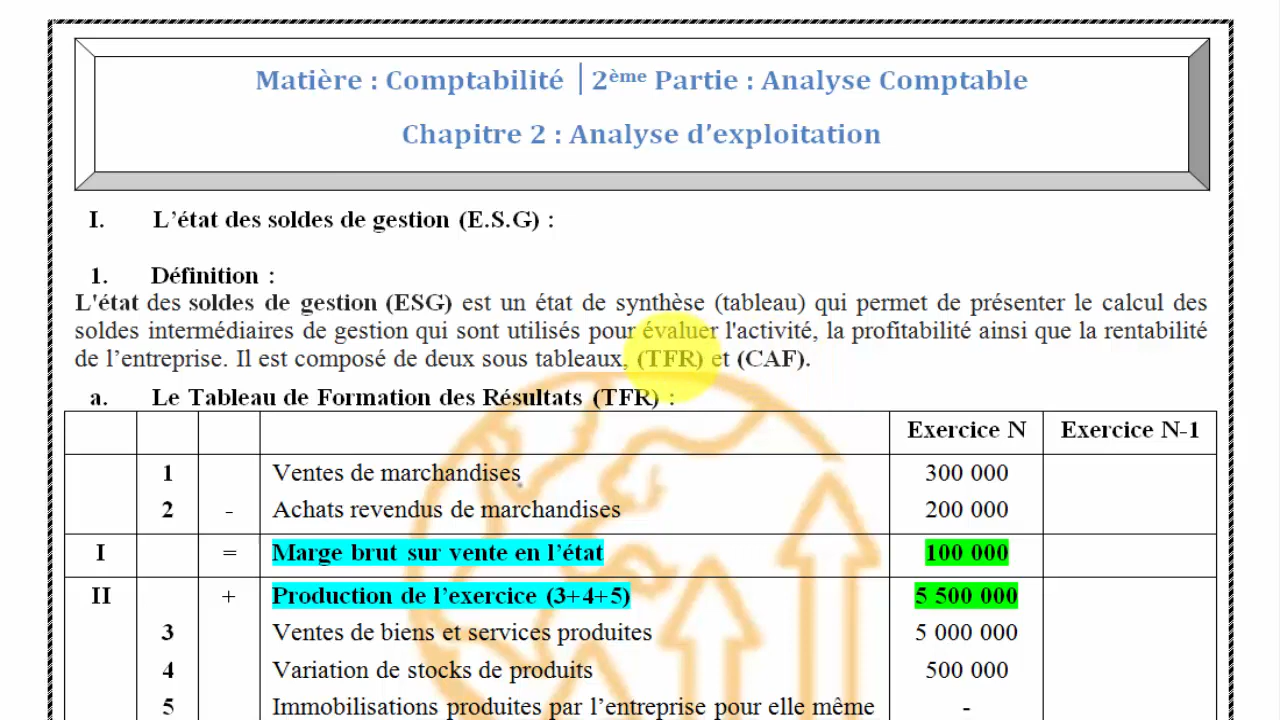 Matière : Comptabilité | 2ème Partie : Analyse Comptable
Chapitre 2 : Analyse d’exploitation
I. L’état des soldes de gestion (E.S.G) :
1. Définition :
L'état des soldes de gestion (ESG) est un état de synthèse (tableau) qui permet de présenter le calcul des
soldes intermédiaires de gestion qui sont utilisés pour évaluer l'activité, la profitabilité ainsi que la rentabilité
de l’entreprise. Il est composé de deux sous tableaux, (TFR) et (CAF).
a. Le Tableau de Formation des Résultats (TFR) :
Exercice N Exercice N-1
1 Ventes de marchandises 300 000
2 - Achats revendus de marchandises 200 000
I = Marge brut sur vente en l’état 100 000
II + Production de l’exercice (3+4+5) 5 500 000
3 Ventes de biens et services produites 5 000 000
4 Variation de stocks de produits 500 000
5 Immobilisations produites par l’entreprise pour elle même -